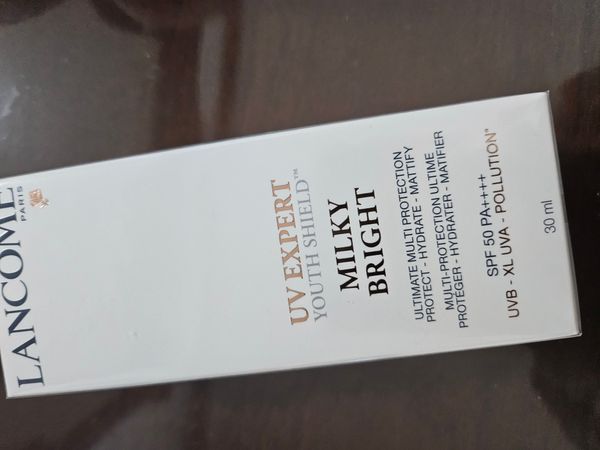 LANCOME
PARIS
UV EXPERT
YOUTH SHIELD™
MILKY
BRIGHT
ULTIMATE MULTI PROTECTION
PROTECT - HYDRATE - MATTIFY
MULTI-PROTECTION ULTIME
PROTÉGER - HYDRATER - MATIFIER
SPF 50 PA++++
UVB - XL UVA - POLLUTION*
30 ml